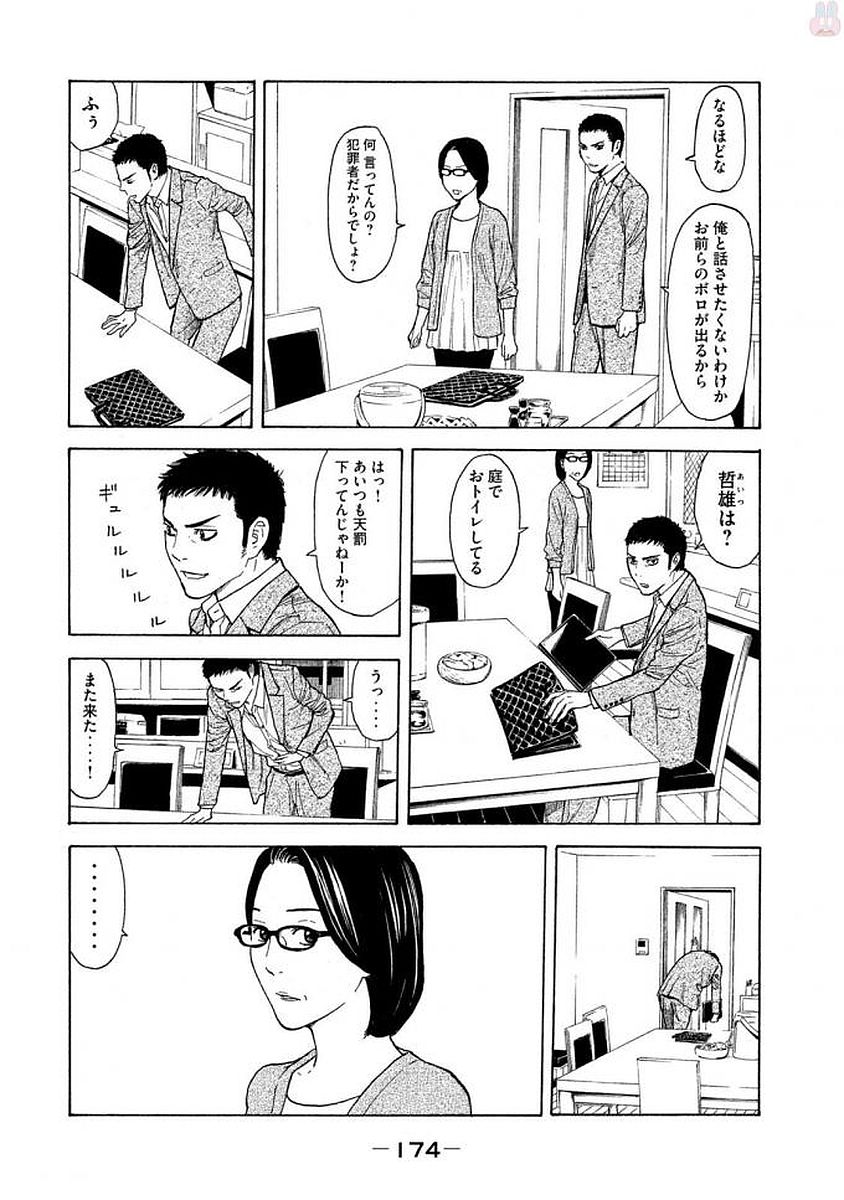 なるほどな
俺と話させたくないわけか
お前らのボロが出るから
何言ってんの?
犯罪者だからでしょ?
ふぅ
哲雄は?
あいつ
庭で
おトイレしてる
はっ!
あいつも天罰
下ってんじゃねーか!
ギュルルルルル
うっ‥‥
また来た‥‥!
‥‥‥‥
-174-